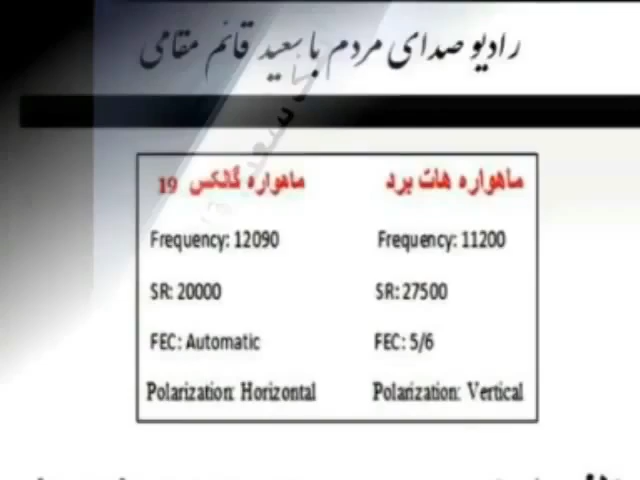 رادیو صدای مردم با سعید قائم مقامی
ماهواره هات برد
Frequency: 11200
SR: 27500
FEC: 5/6
Polarization: Vertical
ماهواره گالکس 19
Frequency: 12090
SR: 20000
FEC: Automatic
Polarization: Horizontal